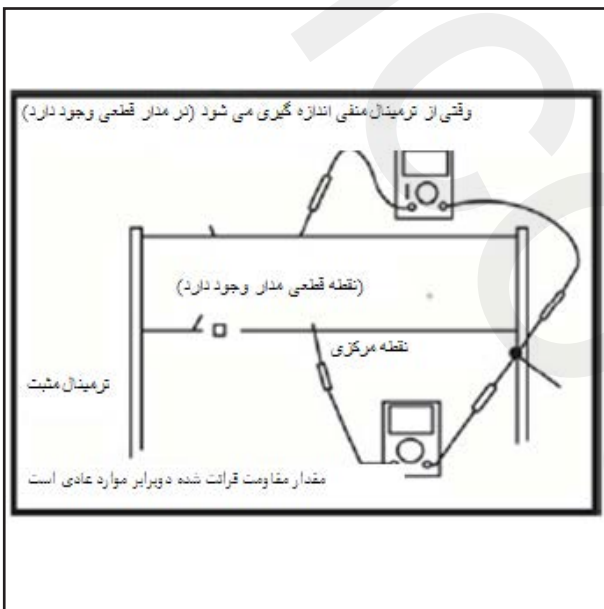 وقتی از ترمینال منفی اندازه گیری می شود (در مدار قطعی وجود دارد)
(نقطه قطعی مدار وجود دارد)
نقطه مرکزی
ترمینال مثبت
مقدار مقاومت قرائت شده دوبرابر موارد عادی است